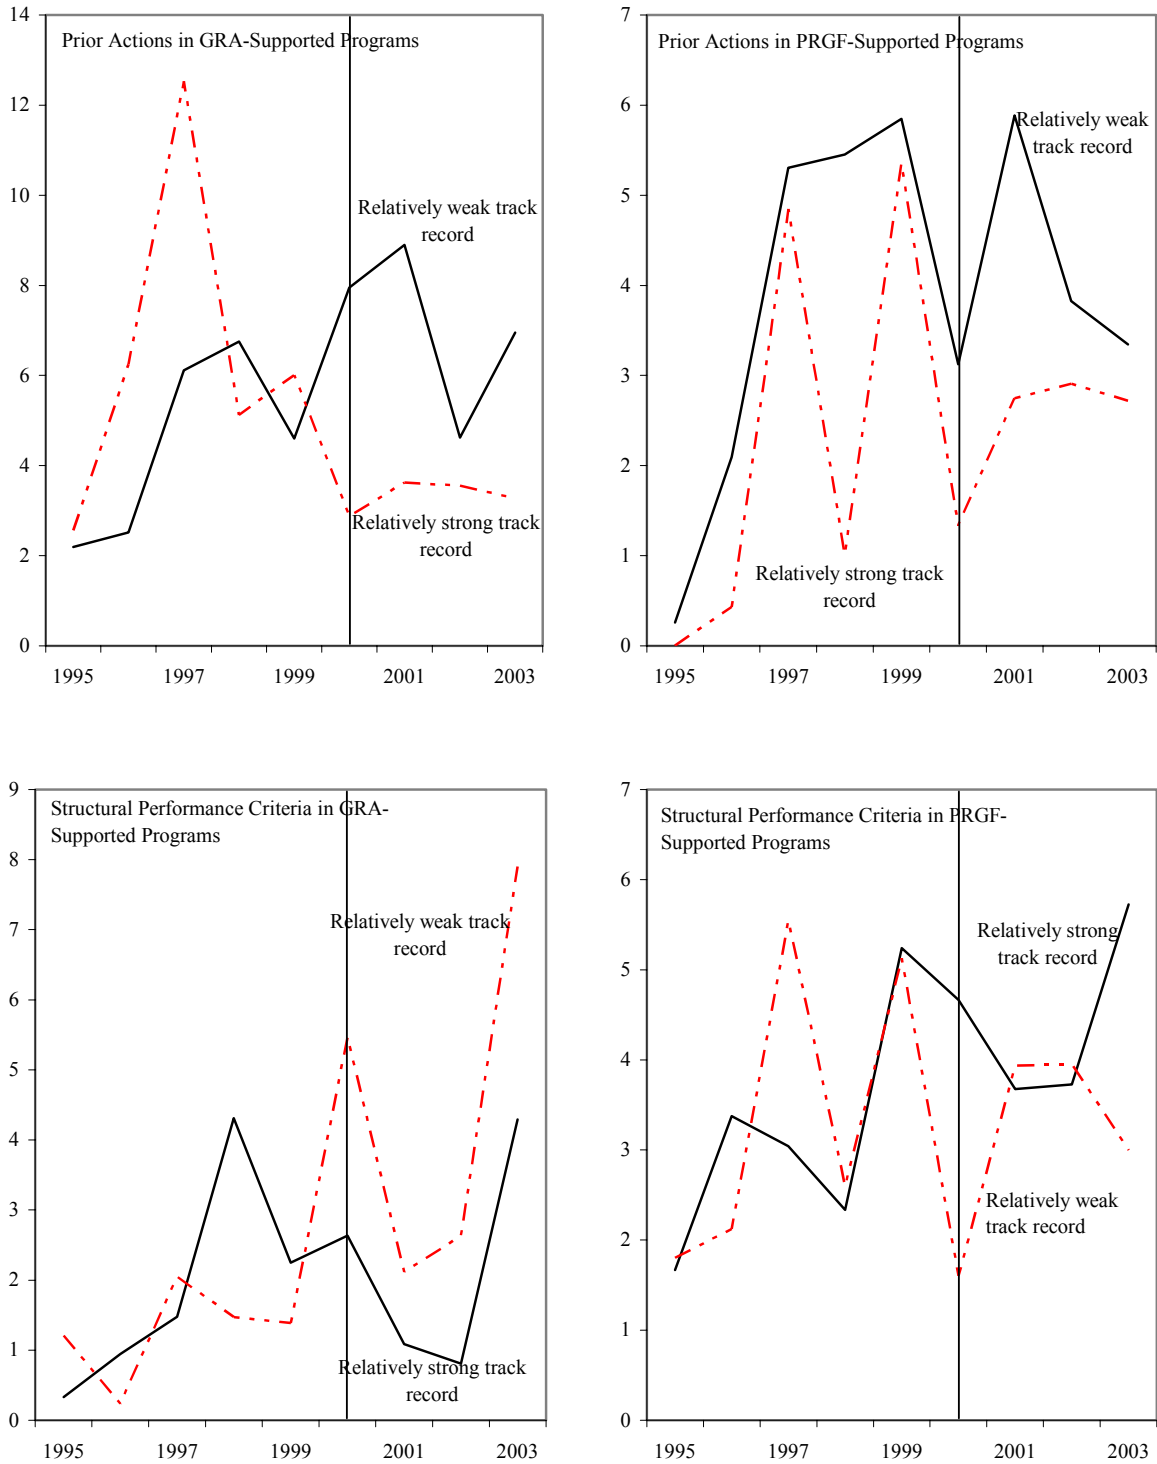 Prior Actions in GRA-Supported Programs
14
12
10
8
6
4
2
0
Relatively weak track
record
Relatively strong track
record
1995 1997 1999 2001 2003
Prior Actions in PRGF-Supported Programs
7
6
5
4
3
2
1
0
Relatively weak
track record
Relatively strong track
record
1995 1997 1999 2001 2003
Structural Performance Criteria in GRA-
Supported Programs
9
8
7
6
5
4
3
2
1
0
Relatively weak track
record
Relatively strong track
record
1995 1997 1999 2001 2003
Structural Performance Criteria in PRGF-
Supported Programs
7
6
5
4
3
2
1
0
Relatively strong
track record
Relatively weak
track record
1995 1997 1999 2001 2003